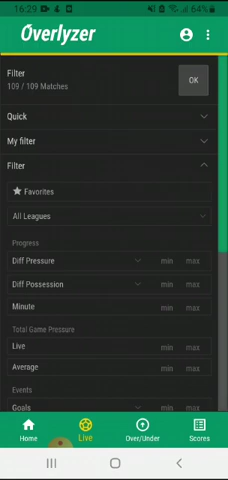 16:29 64%
Overlyzer
Filter
109 / 109 Matches
OK
Quick
My filter
Filter
Favorites
All Leagues
Progress
Diff Pressure min max
Diff Possession min max
Minute min max
Total Game Pressure
Live min max
Average min max
Events
Goals min max
Home Live Over/Under Scores